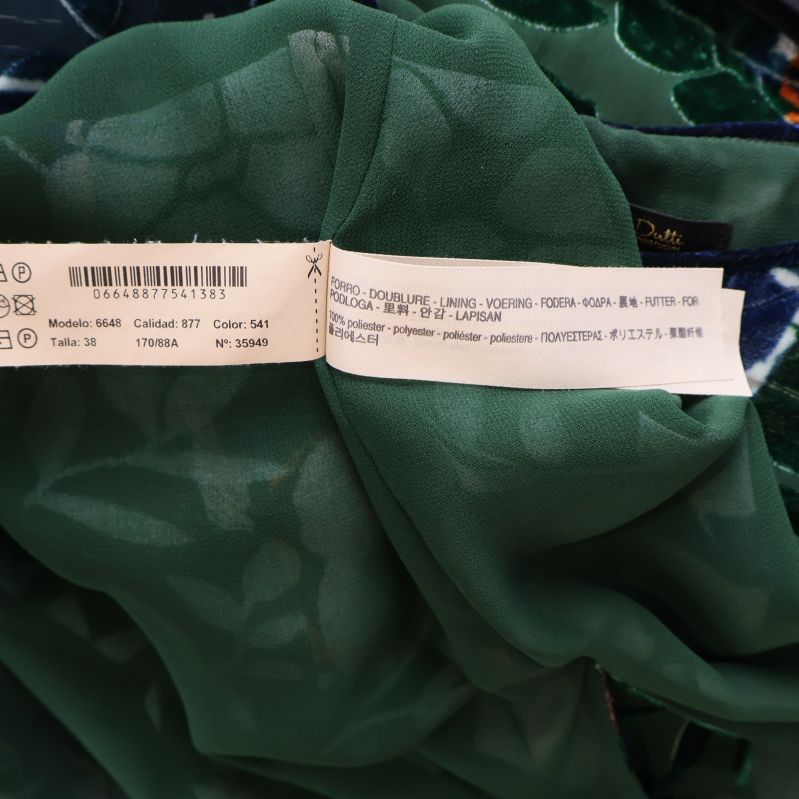 06648877541383
Modelo: 6648 Calidad: 877 Color: 541
Talla: 38 170/88A Nº: 35949
FORRO - DOUBLURE - LINING - VOERING - FODERA - ΦΟΔΡΑ - 裏地 - FUTTER - FOR
PODLOGA - 里料 - 안감 - LAPISAN
100% poliester - polyester - poliéster - poliestere - ΠΟΛΥΕΣΤΕΡΑΣ - ポリエステル - 聚酯纤维
폴리에스터
Dutti
P
P